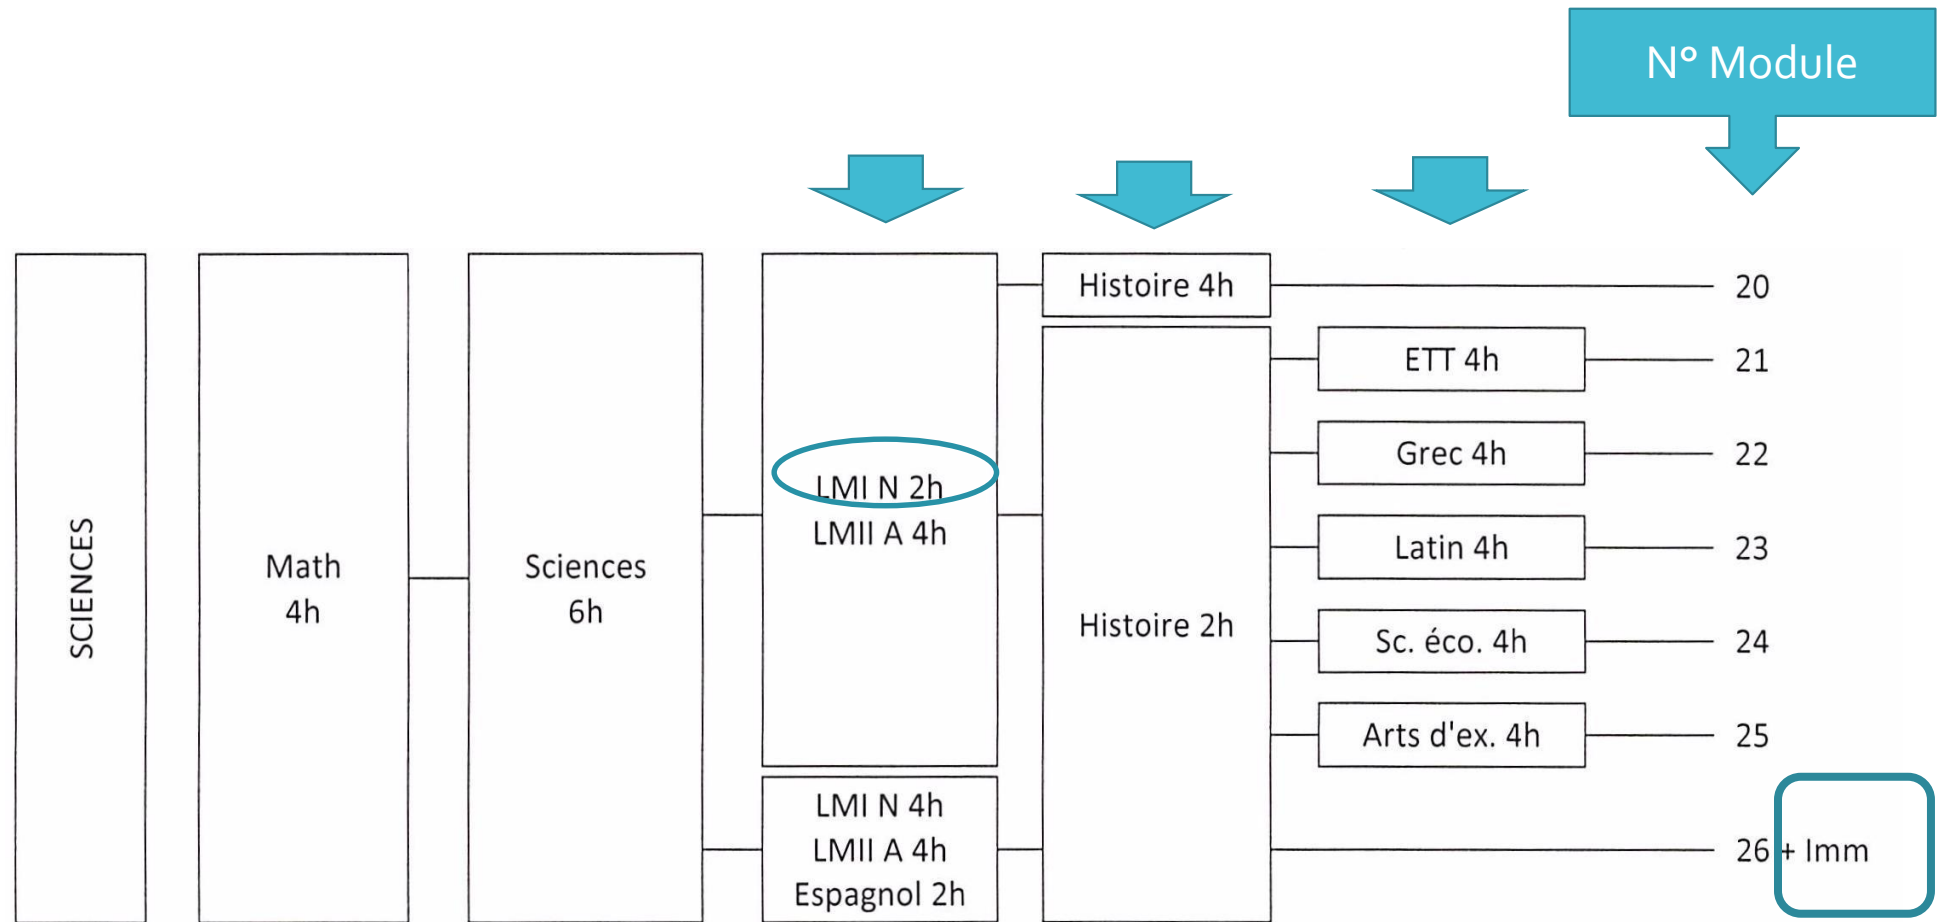 N° Module
SCIENCES
Math
4h
Sciences
6h
LMI N 2h
LMII A 4h
LMI N 4h
LMII A 4h
Espagnol 2h
Histoire 4h
Histoire 2h
ETT 4h
Grec 4h
Latin 4h
Sc. éco. 4h
Arts d'ex. 4h
20
21
22
23
24
25
26 + Imm